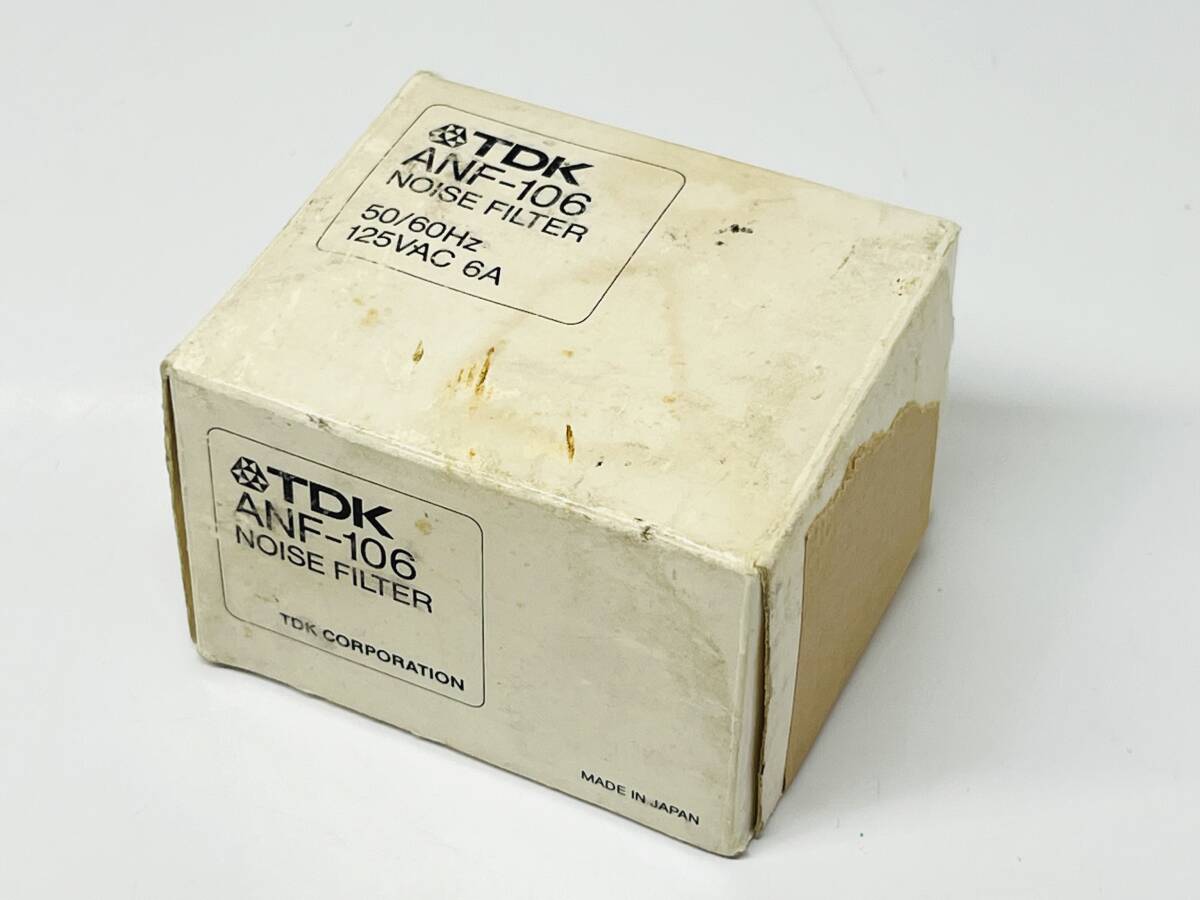 TDK
ANF-106
NOISE FILTER
50/60Hz
125VAC 6A
TDK
ANF-106
NOISE FILTER
TDK CORPORATION
MADE IN JAPAN